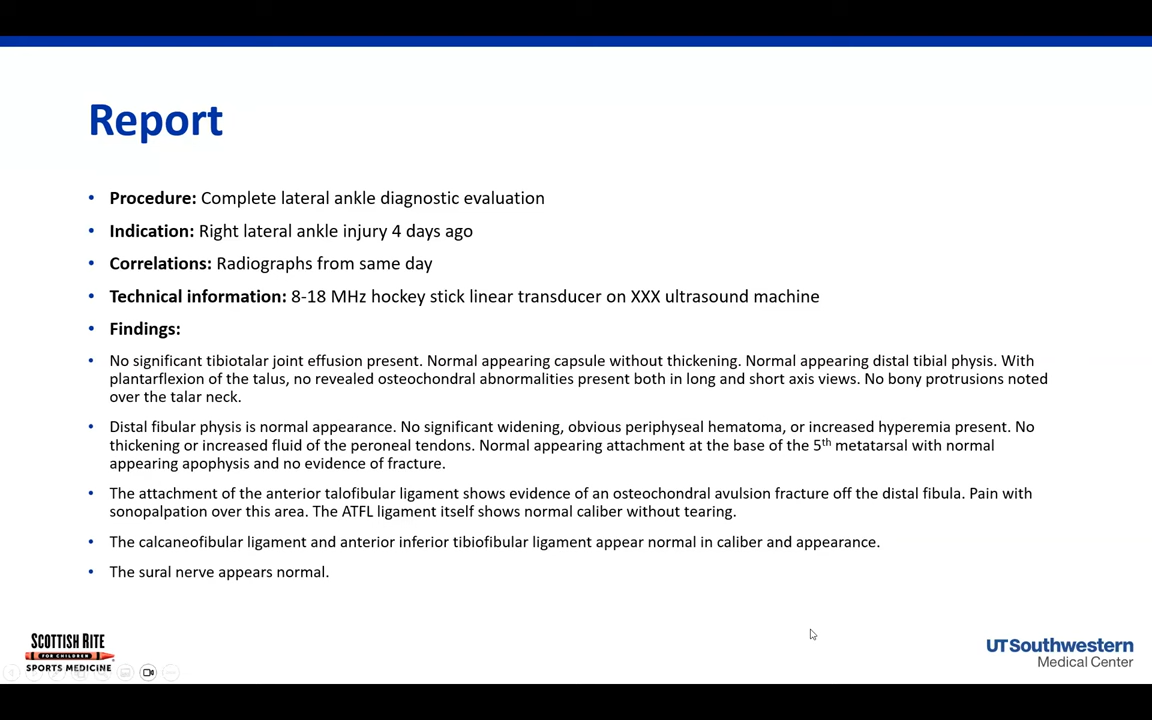 Report
• Procedure: Complete lateral ankle diagnostic evaluation
• Indication: Right lateral ankle injury 4 days ago
• Correlations: Radiographs from same day
• Technical information: 8-18 MHz hockey stick linear transducer on XXX ultrasound machine
• Findings:
• No significant tibiotalar joint effusion present. Normal appearing capsule without thickening. Normal appearing distal tibial physis. With
plantarflexion of the talus, no revealed osteochondral abnormalities present both in long and short axis views. No bony protrusions noted
over the talar neck.
• Distal fibular physis is normal appearance. No significant widening, obvious periphyseal hematoma, or increased hyperemia present. No
thickening or increased fluid of the peroneal tendons. Normal appearing attachment at the base of the 5th metatarsal with normal
appearing apophysis and no evidence of fracture.
• The attachment of the anterior talofibular ligament shows evidence of an osteochondral avulsion fracture off the distal fibula. Pain with
sonopalpation over this area. The ATFL ligament itself shows normal caliber without tearing.
• The calcaneofibular ligament and anterior inferior tibiofibular ligament appear normal in caliber and appearance.
• The sural nerve appears normal.
SCOTTISH RITE
FOR CHILDREN
SPORTS MEDICINE
UTSouthwestern
Medical Center